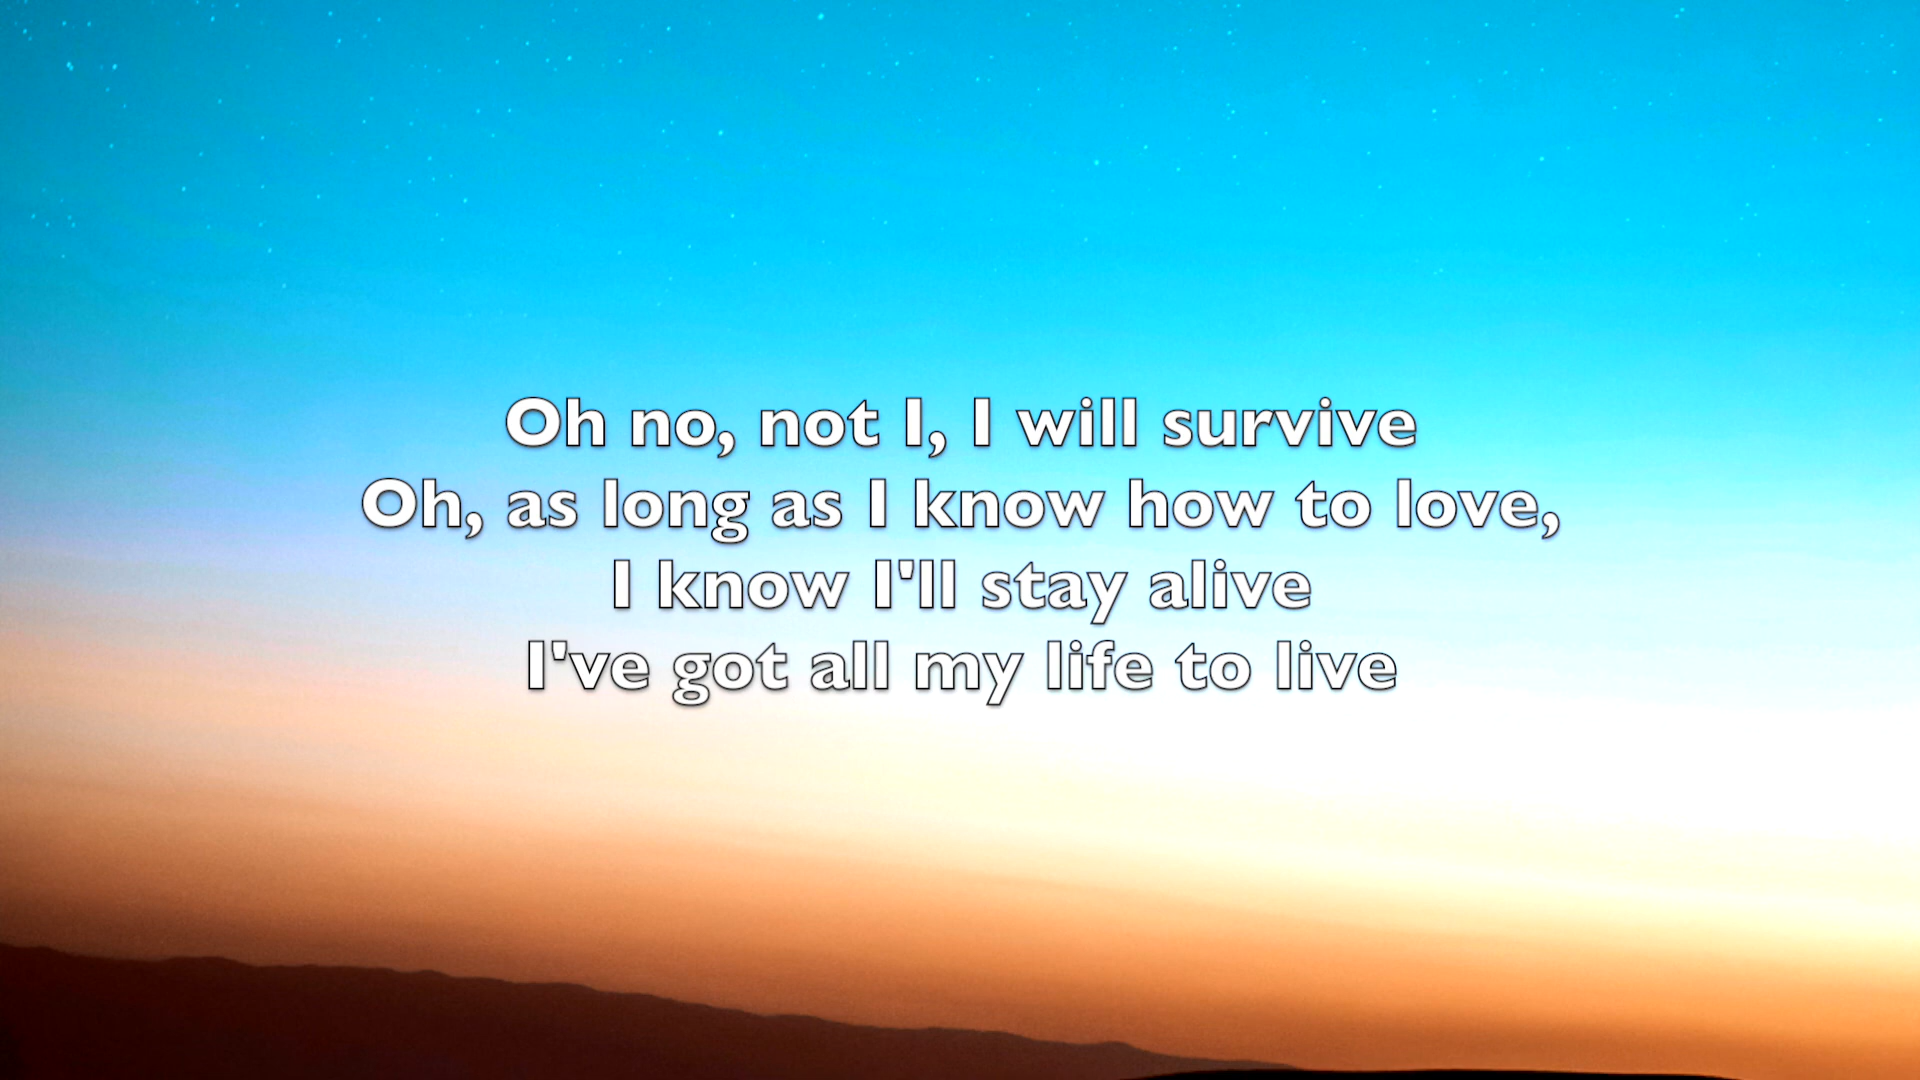 Oh no, not I, I will survive
Oh, as long as I know how to love,
I know I'll stay alive
I've got all my life to live